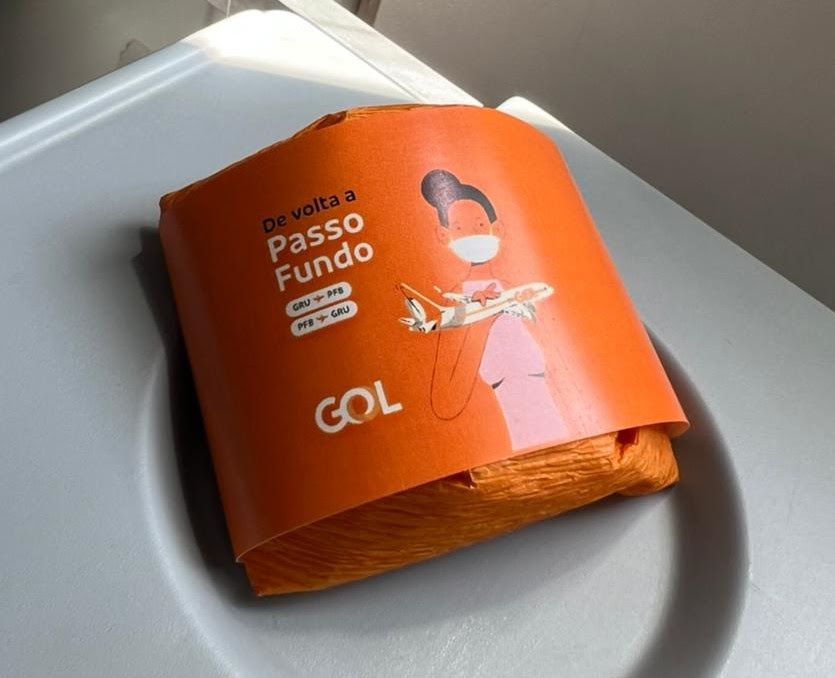 De volta a
Passo
Fundo
GRU PFB
PFB GRU
GOL